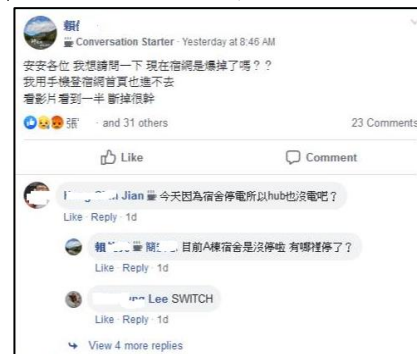 賴
Conversation Starter · Yesterday at 8:46 AM
安安各位 我想請問一下 現在宿網是爆掉了嗎？？
我用手機登宿網首頁也進不去
看影片看到一半 斷掉很幹
張 and 31 others
23 Comments
Like
Comment
Jian 今天因為宿舍停電所以hub也沒電吧？
Like · Reply · 1d
賴 簡 目前A棟宿舍是沒停啦 有哪裡停了？
Like · Reply · 1d
Lee SWITCH
Like · Reply · 1d
View 4 more replies